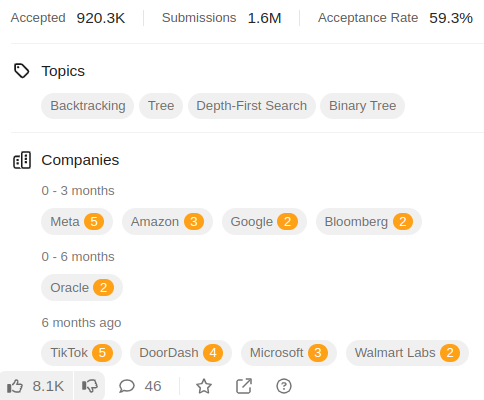 Accepted 920.3K Submissions 1.6M Acceptance Rate 59.3%
Topics
Backtracking Tree Depth-First Search Binary Tree
Companies
0 - 3 months
Meta 5 Amazon 3 Google 2 Bloomberg 2
0 - 6 months
Oracle 2
6 months ago
TikTok 5 DoorDash 4 Microsoft 3 Walmart Labs 2
8.1K 46